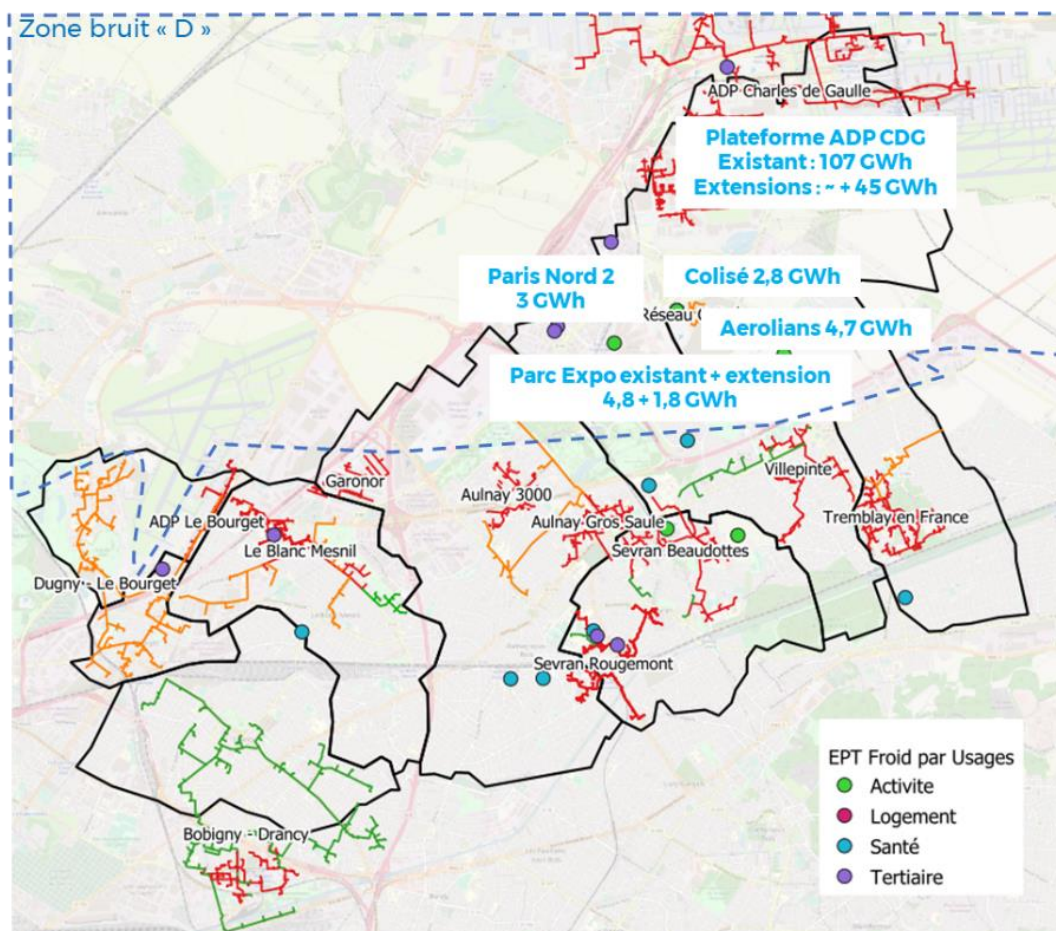 Zone bruit « D »
ADP Charles de Gaulle
Plateforme ADP CDG
Existant : 107 GWh
Extensions : ~ + 45 GWh
Paris Nord 2
3 GWh
Colisé 2,8 GWh
Réseau
Aerolians 4,7 GWh
Parc Expo existant + extension
4,8 + 1,8 GWh
Garonor
Aulnay 3000
Villepinte
ADP Le Bourget
Aulnay Gros Saule
Tremblay en France
Le Blanc Mesnil
Sevran Beaudottes
Dugny - Le Bourget
Sevran Rougemont
Bobigny - Drancy
EPT Froid par Usages
Activite
Logement
Santé
Tertiaire